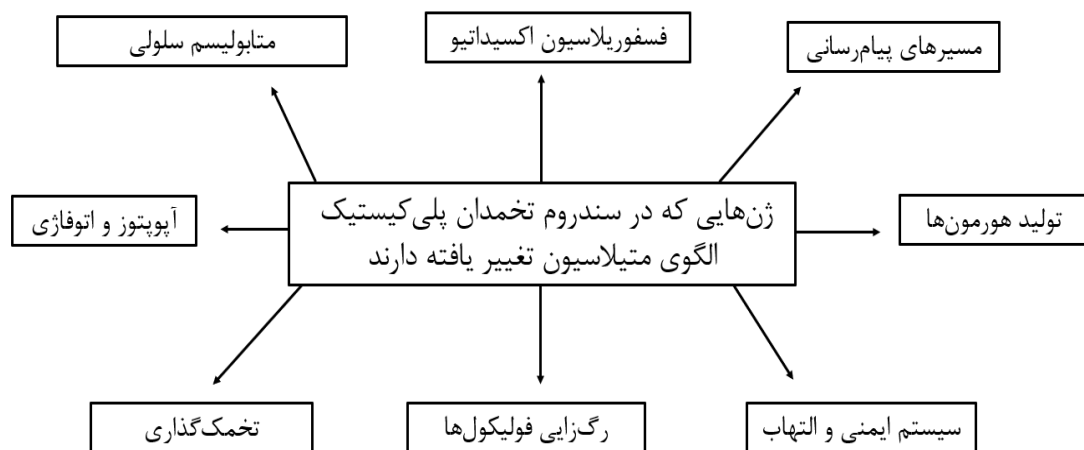 مسیرهای پیام‌رسانی
فسفوریلاسیون اکسیداتیو
متابولیسم سلولی
ژن‌هایی که در سندروم تخمدان پلی‌کیستیک
الگوی متیلاسیون تغییر یافته دارند
تولید هورمون‌ها
آپوپتوز و اتوفاژی
سیستم ایمنی و التهاب
رگ‌زایی فولیکول‌ها
تخمک‌گذاری